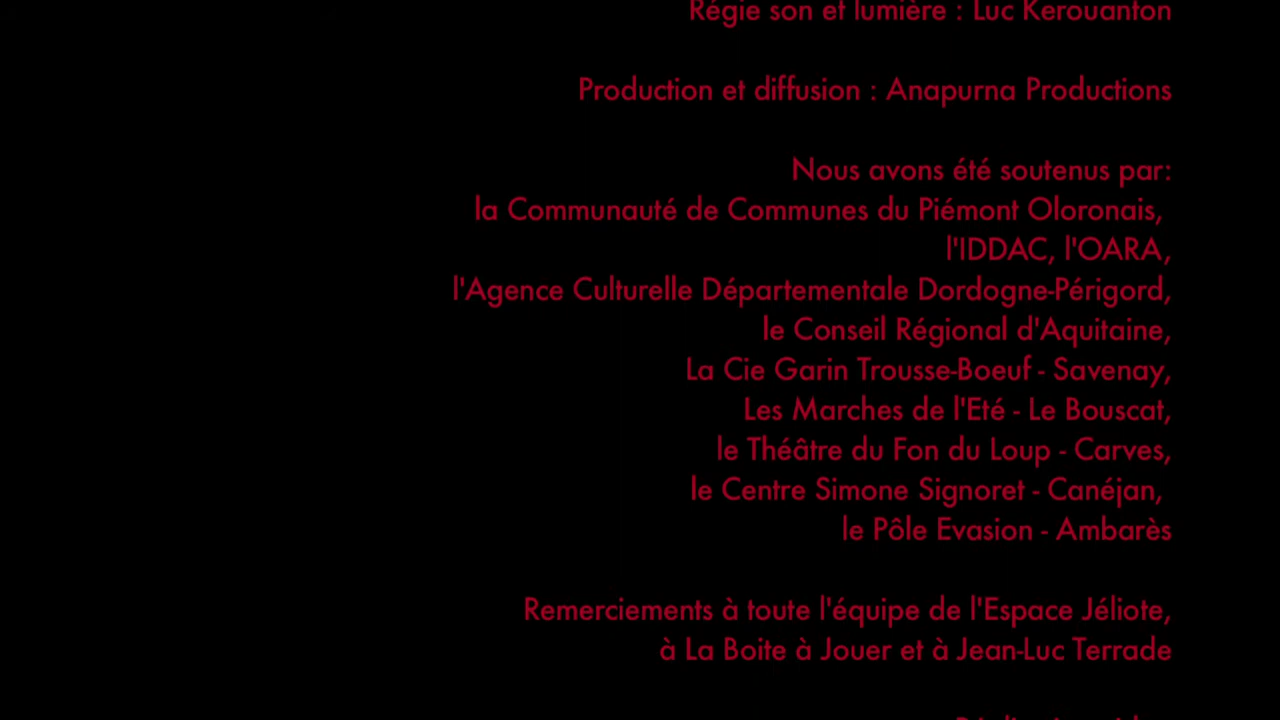 Régie son et lumière : Luc Kerouanton
Production et diffusion : Anapurna Productions
Nous avons été soutenus par:
la Communauté de Communes du Piémont Oloronais,
l'IDDAC, l'OARA,
l'Agence Culturelle Départementale Dordogne-Périgord,
le Conseil Régional d'Aquitaine,
La Cie Garin Trousse-Boeuf - Savenay,
Les Marches de l'Eté - Le Bouscat,
le Théâtre du Fon du Loup - Carves,
le Centre Simone Signoret - Canéjan,
le Pôle Evasion - Ambarès
Remerciements à toute l'équipe de l'Espace Jéliote,
à La Boite à Jouer et à Jean-Luc Terrade